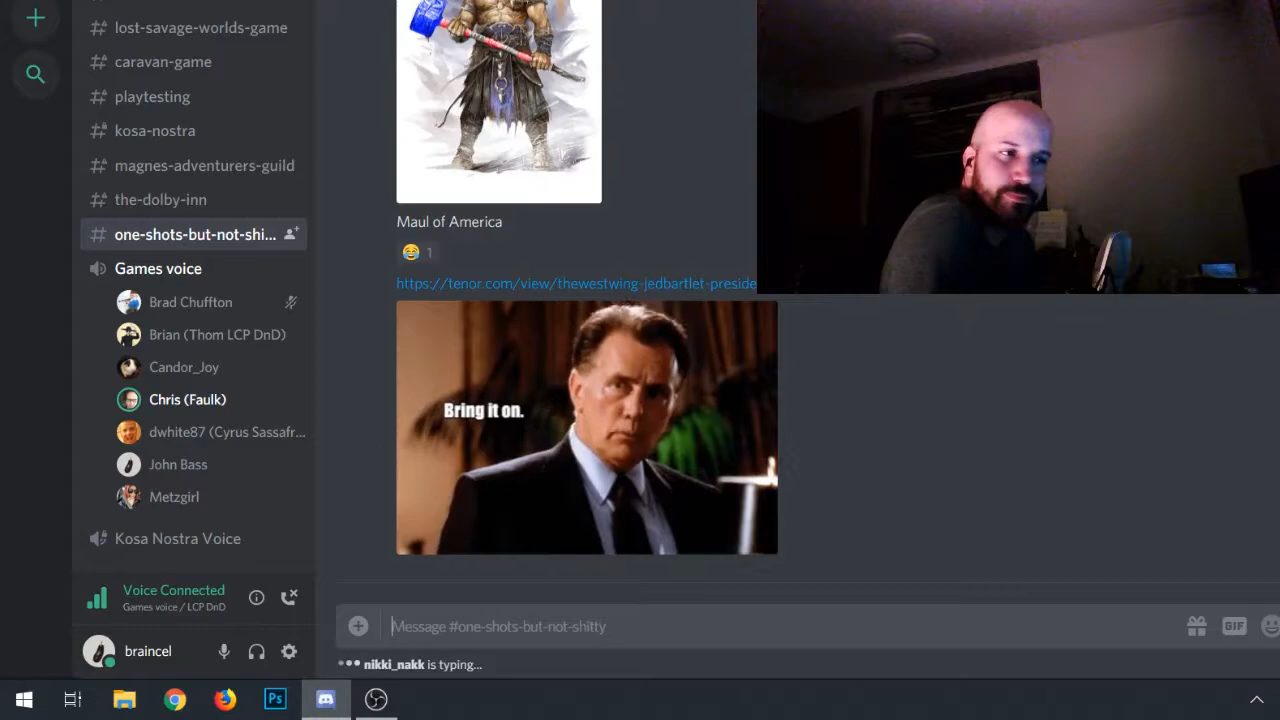 lost-savage-worlds-game
caravan-game
playtesting
kosa-nostra
magnes-adventurers-guild
the-dolby-inn
one-shots-but-not-shi...
Games voice
Brad Chuffton
Brian (Thom LCP DnD)
Candor_Joy
Chris (Faulk)
dwhite87 (Cyrus Sassafr...
John Bass
Metzgirl
Kosa Nostra Voice
Voice Connected
Games voice / LCP DnD
braincel
Maul of America
😂 1
https://tenor.com/view/thewestwing-jedbartlet-preside
Bring it on.
Message #one-shots-but-not-shitty
GIF
nikki_nakk is typing...
Ps